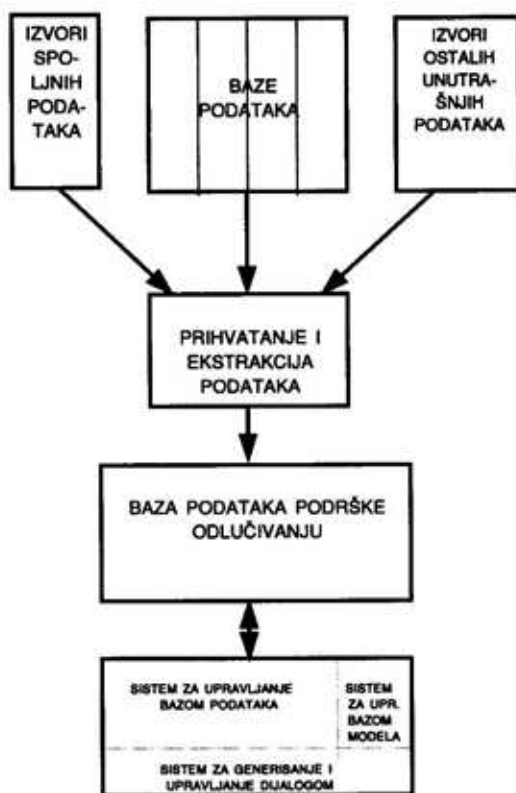 IZVORI
SPO-
LJNIH
PODA-
TAKA
BAZE
PODATAKA
IZVORI
OSTALIH
UNUTRA-
ŠNJIH
PODATAKA
PRIHVATANJE I
EKSTRAKCIJA
PODATAKA
BAZA PODATAKA PODRŠKE
ODLUČIVANJU
SISTEM ZA UPRAVLJANJE
BAZOM PODATAKA
SISTEM
ZA UPR.
BAZOM
MODELA
SISTEM ZA GENERISANJE I
UPRAVLJANJE DIJALOGOM